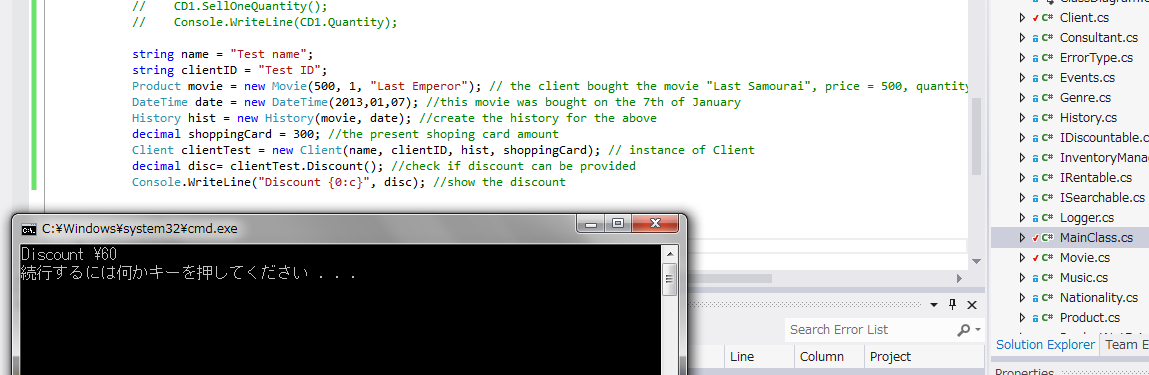 //    CD1.SellOneQuantity();
//    Console.WriteLine(CD1.Quantity);
string name = "Test name";
string clientID = "Test ID";
Product movie = new Movie(500, 1, "Last Emperor"); // the client bought the movie "Last Samourai", price = 500, quantity
DateTime date = new DateTime(2013,01,07); //this movie was bought on the 7th of January
History hist = new History(movie, date); //create the history for the above
decimal shoppingCard = 300; //the present shoping card amount
Client clientTest = new Client(name, clientID, hist, shoppingCard); // instance of Client
decimal disc= clientTest.Discount(); //check if discount can be provided
Console.WriteLine("Discount {0:c}", disc); //show the discount
C:¥Windows¥system32¥cmd.exe
Discount ¥60
続行するには何かキーを押してください . . .
Search Error List
Line
Column
Project
C# Client.cs
C# Consultant.cs
C# ErrorType.cs
C# Events.cs
C# Genre.cs
C# History.cs
C# IDiscountable.c
C# InventoryMana
C# IRentable.cs
C# ISearchable.cs
C# Logger.cs
C# MainClass.cs
C# Movie.cs
C# Music.cs
C# Nationality.cs
C# Product.cs
Solution Explorer
Team E
Properties